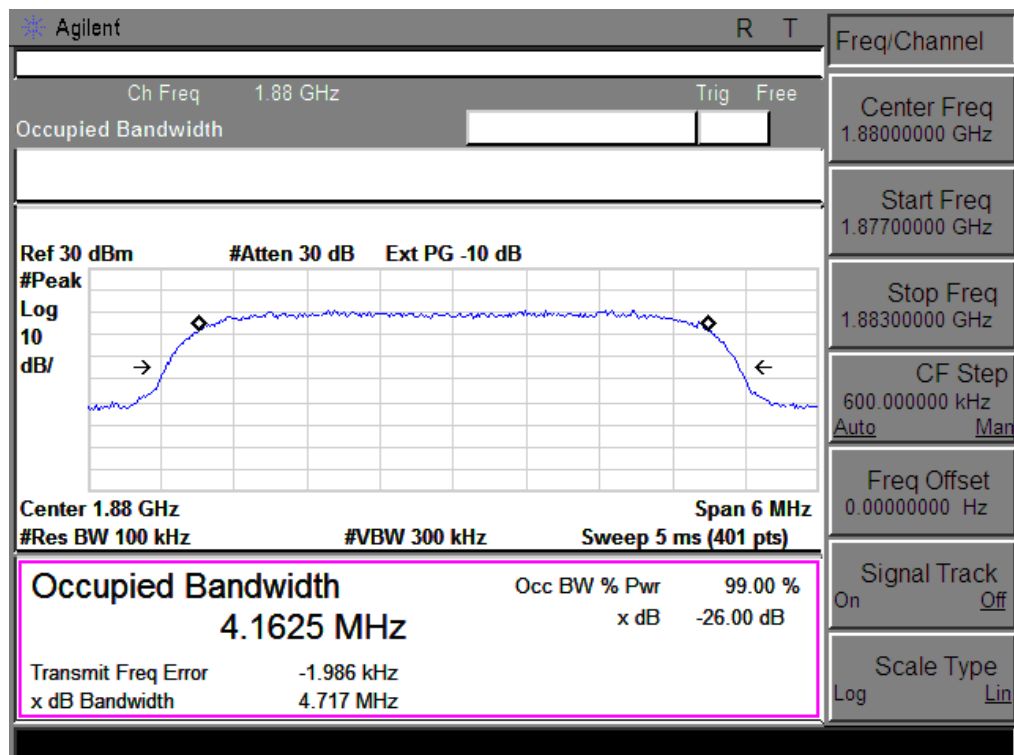 Agilent R T
Freq/Channel
Ch Freq 1.88 GHz Trig Free
Occupied Bandwidth
Center Freq
1.88000000 GHz
Start Freq
1.87700000 GHz
Stop Freq
1.88300000 GHz
CF Step
600.000000 kHz
Auto Man
Freq Offset
0.00000000 Hz
Signal Track
On Off
Scale Type
Log Lin
Ref 30 dBm #Atten 30 dB Ext PG -10 dB
#Peak
Log
10
dB/
Center 1.88 GHz Span 6 MHz
#Res BW 100 kHz #VBW 300 kHz Sweep 5 ms (401 pts)
Occupied Bandwidth Occ BW % Pwr 99.00 %
4.1625 MHz x dB -26.00 dB
Transmit Freq Error -1.986 kHz
x dB Bandwidth 4.717 MHz